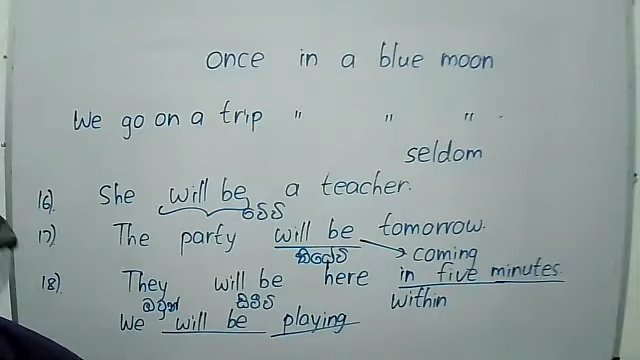 once in a blue moon
We go on a trip " " " .
seldom
16). She will be a teacher.
වෙවි
17). The party will be tomorrow.
තියේවි coming
18). They will be here in five minutes.
ඔවුන් සිටිවි within
We will be playing